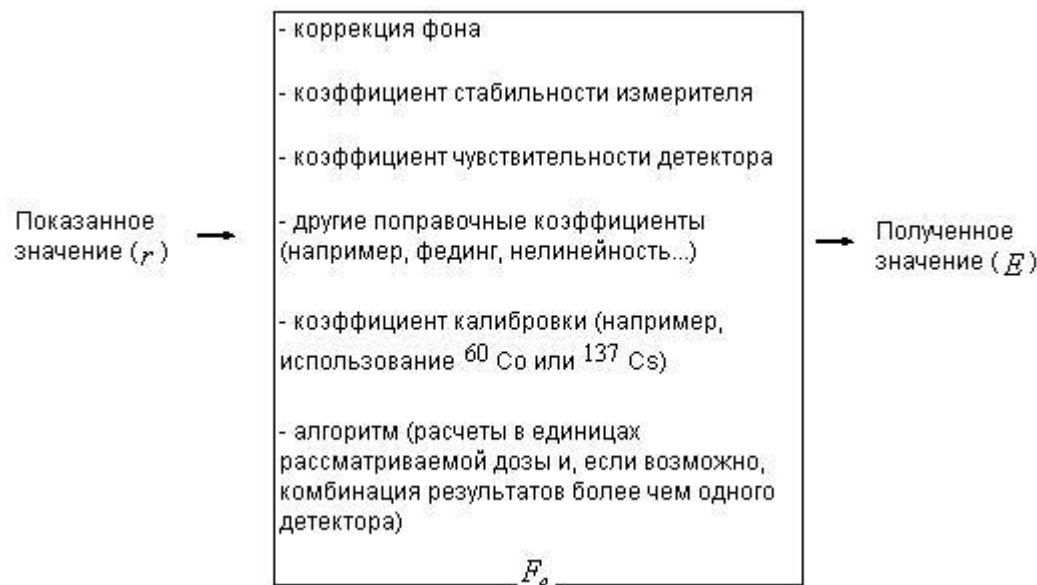 - коррекция фона
- коэффициент стабильности измерителя
- коэффициент чувствительности детектора
Показанное
значение (r)
- другие поправочные коэффициенты
(например, фединг, нелинейность...)
Полученное
значение (E)
- коэффициент калибровки (например,
использование 60 Co или 137 Cs)
- алгоритм (расчеты в единицах
рассматриваемой дозы и, если возможно,
комбинация результатов более чем одного
детектора)
Fₑ